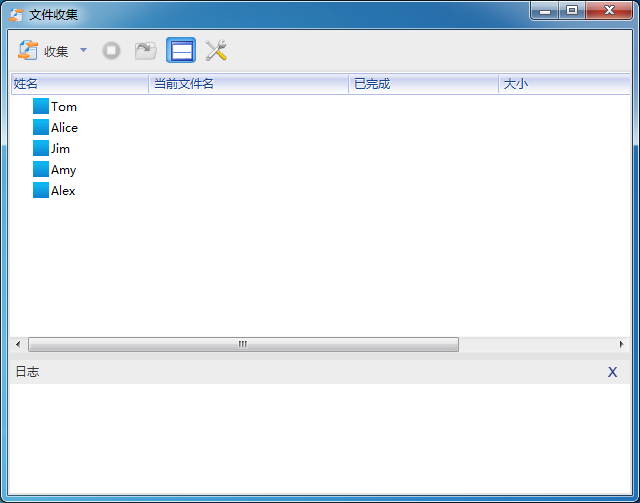 文件收集
收集
姓名 当前文件名 已完成 大小
Tom
Alice
Jim
Amy
Alex
日志 X